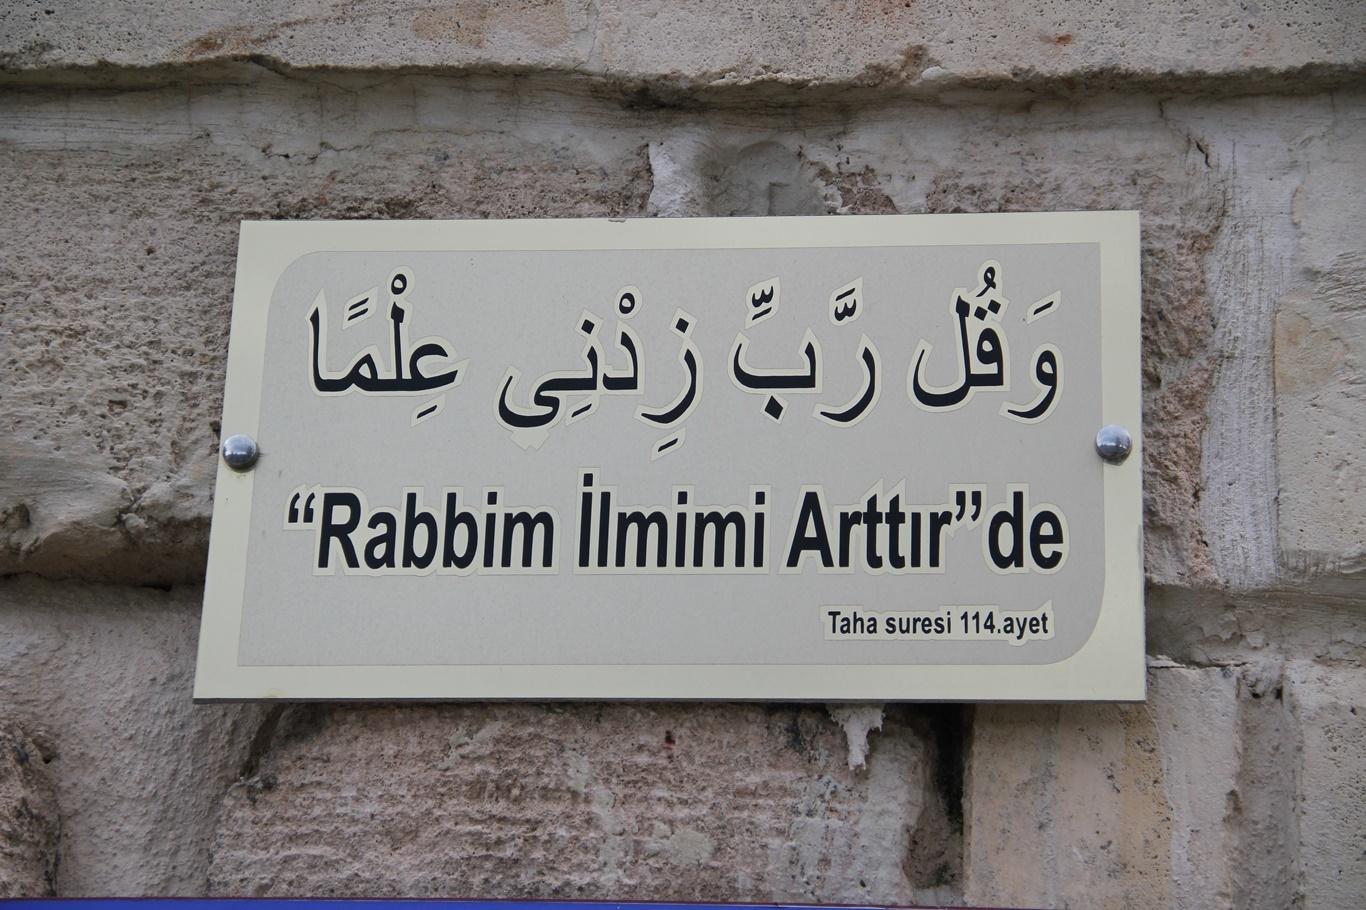 وَقُل رَّبِّ زِدْنِي عِلْمًا
“Rabbim İlmimi Arttır”de
Taha suresi 114.ayet